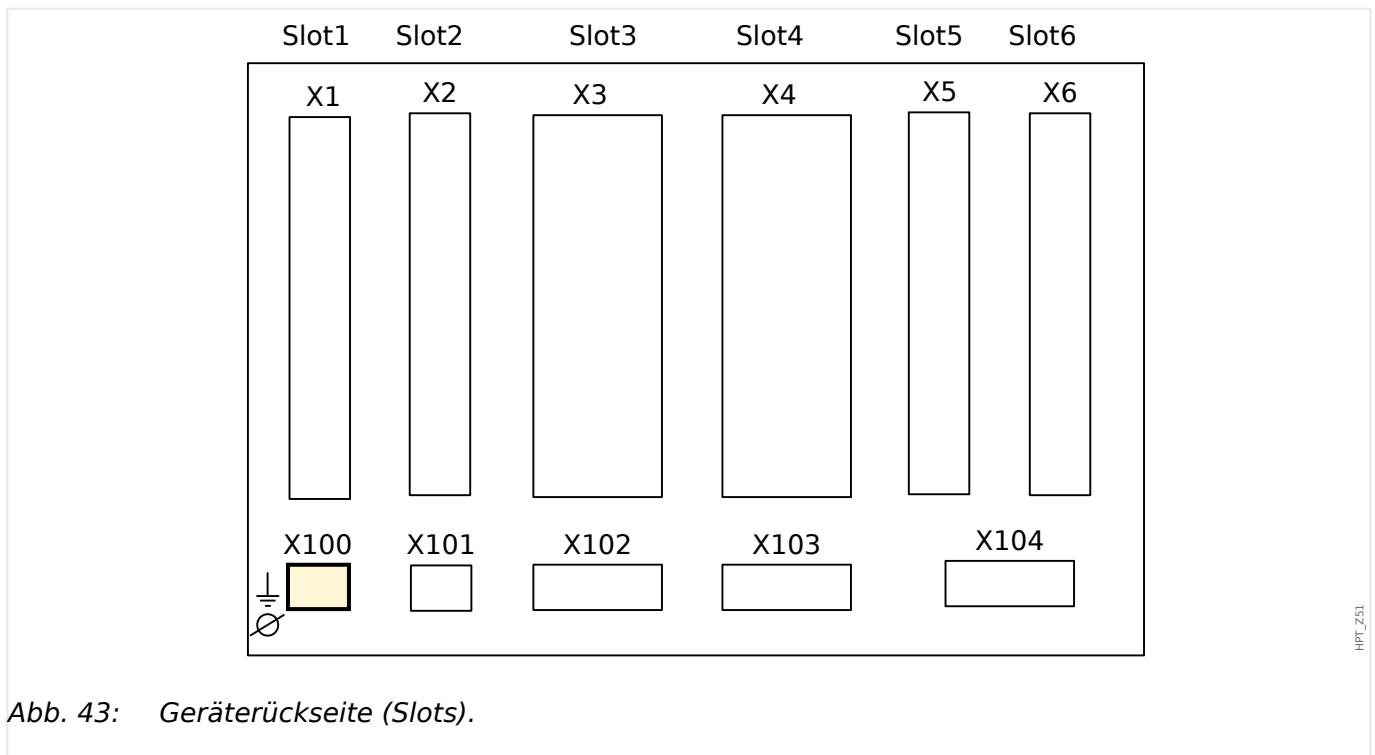 Slot1 Slot2 Slot3 Slot4 Slot5 Slot6
X1 X2 X3 X4 X5 X6
X100 X101 X102 X103 X104
HPT_Z51
Abb. 43: Geräterückseite (Slots).